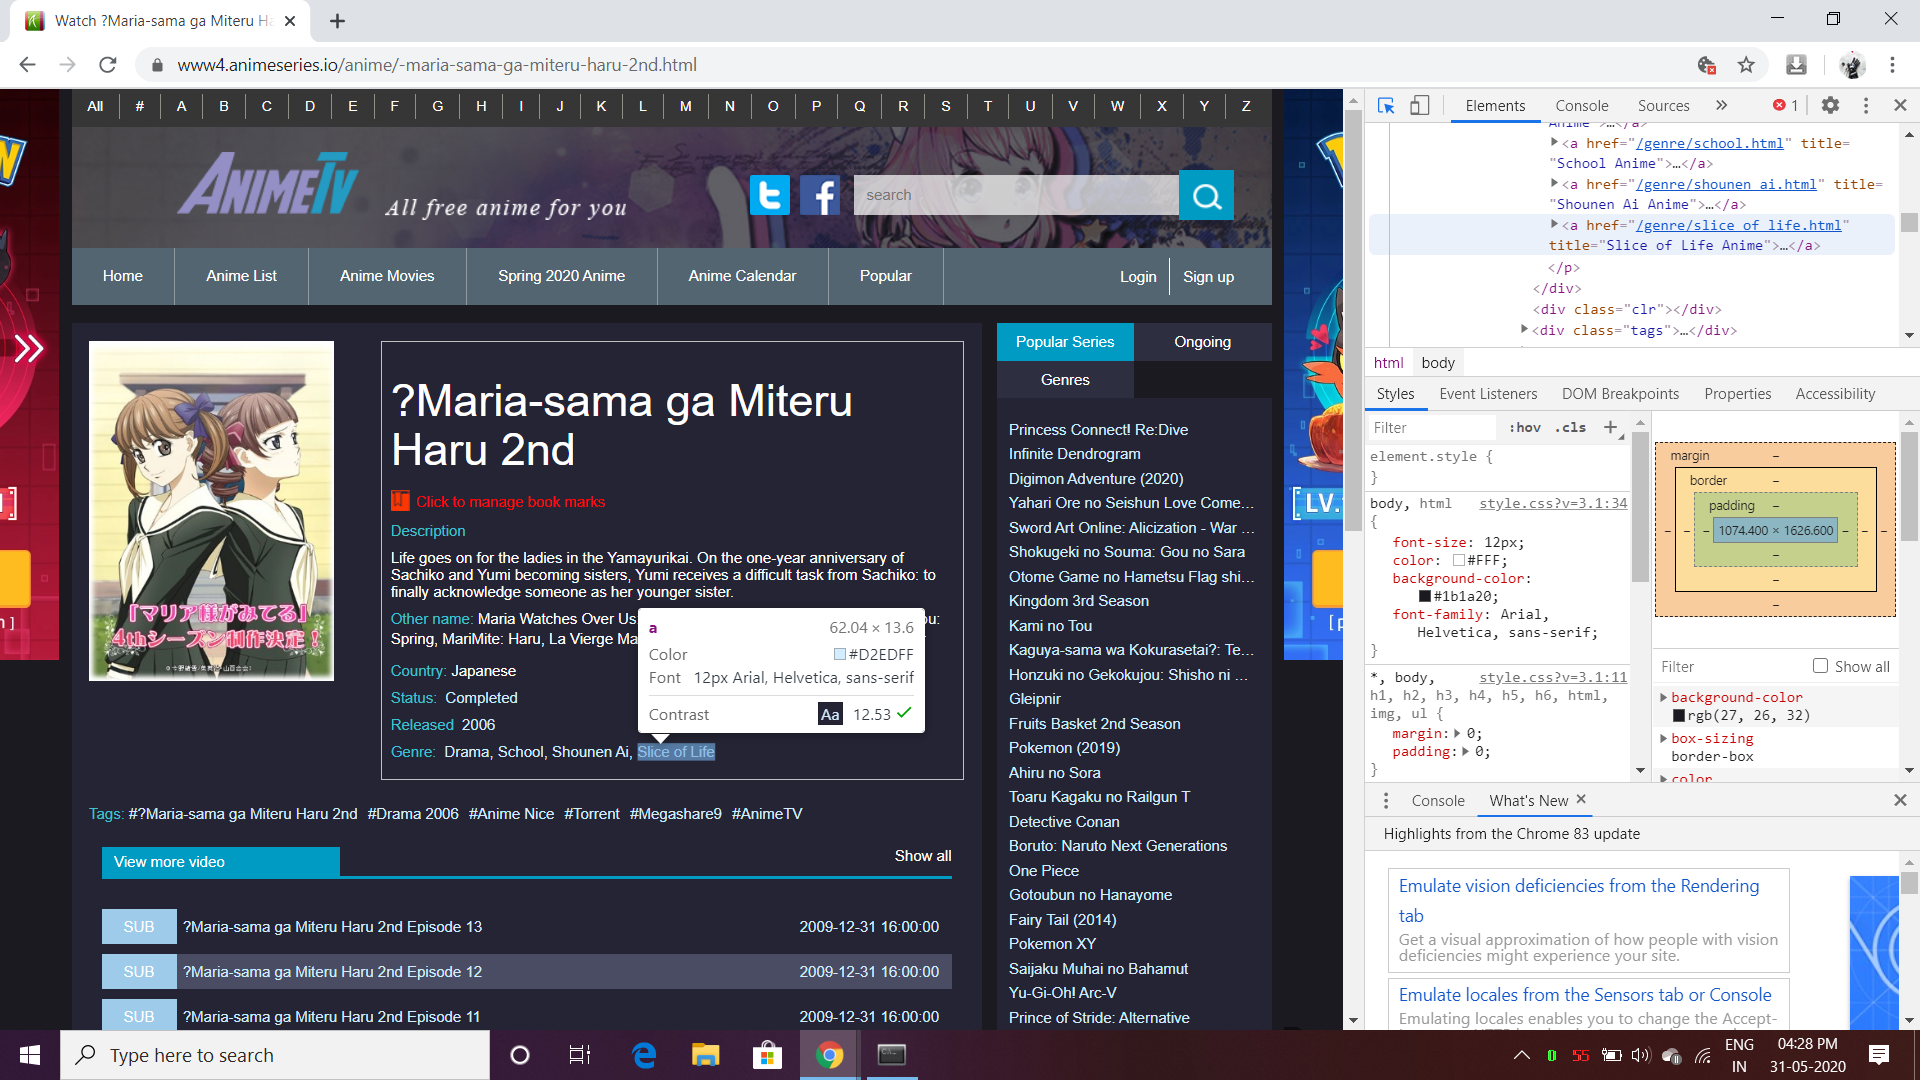 Watch ?Maria-sama ga Miteru Ha
www4.animeseries.io/anime/-maria-sama-ga-miteru-haru-2nd.html
All # A B C D E F G H I J K L M N O P Q R S T U V W X Y Z
ANIMETV
All free anime for you
search
Home Anime List Anime Movies Spring 2020 Anime Anime Calendar Popular Login Sign up
?Maria-sama ga Miteru
Haru 2nd
Click to manage book marks
Description
Life goes on for the ladies in the Yamayurikai. On the one-year anniversary of
Sachiko and Yumi becoming sisters, Yumi receives a difficult task from Sachiko: to
finally acknowledge someone as her younger sister.
Other name: Maria Watches Over Us
Spring, MariMite: Haru, La Vierge Ma
Country: Japanese
Status: Completed
Released 2006
Genre: Drama, School, Shounen Ai, Slice of Life
a 62.04 × 13.6
Color #D2EDFF
Font 12px Arial, Helvetica, sans-serif
Contrast Aa 12.53
「マリア様がみてる」
4thシーズン制作決定!
Tags: #?Maria-sama ga Miteru Haru 2nd #Drama 2006 #Anime Nice #Torrent #Megashare9 #AnimeTV
View more video
Show all
SUB ?Maria-sama ga Miteru Haru 2nd Episode 13 2009-12-31 16:00:00
SUB ?Maria-sama ga Miteru Haru 2nd Episode 12 2009-12-31 16:00:00
SUB ?Maria-sama ga Miteru Haru 2nd Episode 11 2009-12-31 16:00:00
Popular Series Ongoing
Genres
Princess Connect! Re:Dive
Infinite Dendrogram
Digimon Adventure (2020)
Yahari Ore no Seishun Love Come...
Sword Art Online: Alicization - War ...
Shokugeki no Souma: Gou no Sara
Otome Game no Hametsu Flag shi...
Kingdom 3rd Season
Kami no Tou
Kaguya-sama wa Kokurasetai?: Te...
Honzuki no Gekokujou: Shisho ni ...
Gleipnir
Fruits Basket 2nd Season
Pokemon (2019)
Ahiru no Sora
Toaru Kagaku no Railgun T
Detective Conan
Boruto: Naruto Next Generations
One Piece
Gotoubun no Hanayome
Fairy Tail (2014)
Pokemon XY
Saijaku Muhai no Bahamut
Yu-Gi-Oh! Arc-V
Prince of Stride: Alternative
[LV.
Elements Console Sources » 1
Anime">…</a>
<a href="/genre/school.html" title=
"School Anime">…</a>
<a href="/genre/shounen_ai.html" title=
"Shounen Ai Anime">…</a>
<a href="/genre/slice_of_life.html"
title="Slice of Life Anime">…</a>
</p>
</div>
<div class="clr"></div>
<div class="tags">…</div>
html body
Styles Event Listeners DOM Breakpoints Properties Accessibility
Filter :hov .cls +
element.style {
}
body, html style.css?v=3.1:34
{
font-size: 12px;
color: #FFF;
background-color:
#1b1a20;
font-family: Arial,
Helvetica, sans-serif;
}
*, body, style.css?v=3.1:11
h1, h2, h3, h4, h5, h6, html,
img, ul {
margin: 0;
padding: 0;
}
margin –
border –
padding –
– – – 1074.400 × 1626.600 – – –
–
–
–
Filter Show all
background-color
rgb(27, 26, 32)
box-sizing
border-box
color
Console What's New
Highlights from the Chrome 83 update
Emulate vision deficiencies from the Rendering
tab
Get a visual approximation of how people with vision
deficiencies might experience your site.
Emulate locales from the Sensors tab or Console
Emulating locales enables you to change the Accept-
Type here to search
0 55
ENG
IN
04:28 PM
31-05-2020